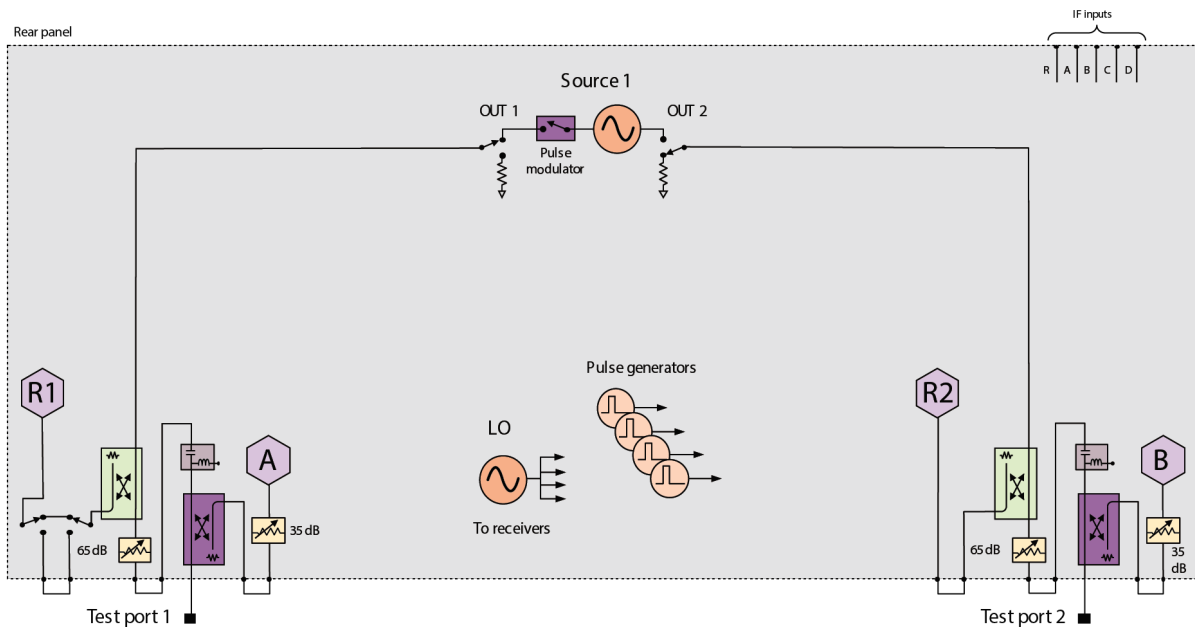 IF inputs
Rear panel
R A B C D
Source 1
OUT 1
OUT 2
Pulse
modulator
Pulse generators
R1
R2
LO
A
B
To receivers
65 dB
35 dB
65 dB
35
dB
Test port 1
Test port 2